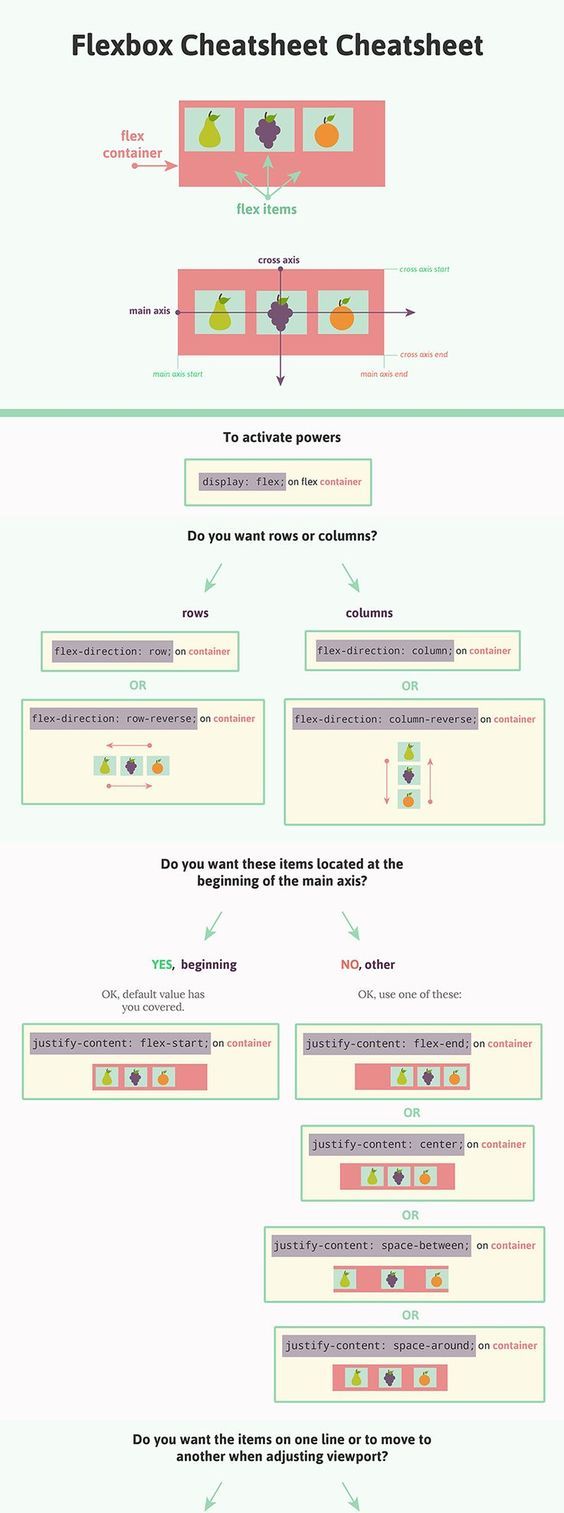 Flexbox Cheatsheet Cheatsheet
flex
container
flex items
cross axis
cross axis start
main axis
cross axis end
main axis start
main axis end
To activate powers
display: flex; on flex container
Do you want rows or columns?
rows
columns
flex-direction: row; on container
flex-direction: column; on container
OR
OR
flex-direction: row-reverse; on container
flex-direction: column-reverse; on container
Do you want these items located at the
beginning of the main axis?
YES, beginning
NO, other
OK, default value has
you covered.
OK, use one of these:
justify-content: flex-start; on container
justify-content: flex-end; on container
OR
justify-content: center; on container
OR
justify-content: space-between; on container
OR
justify-content: space-around; on container
Do you want the items on one line or to move to
another when adjusting viewport?